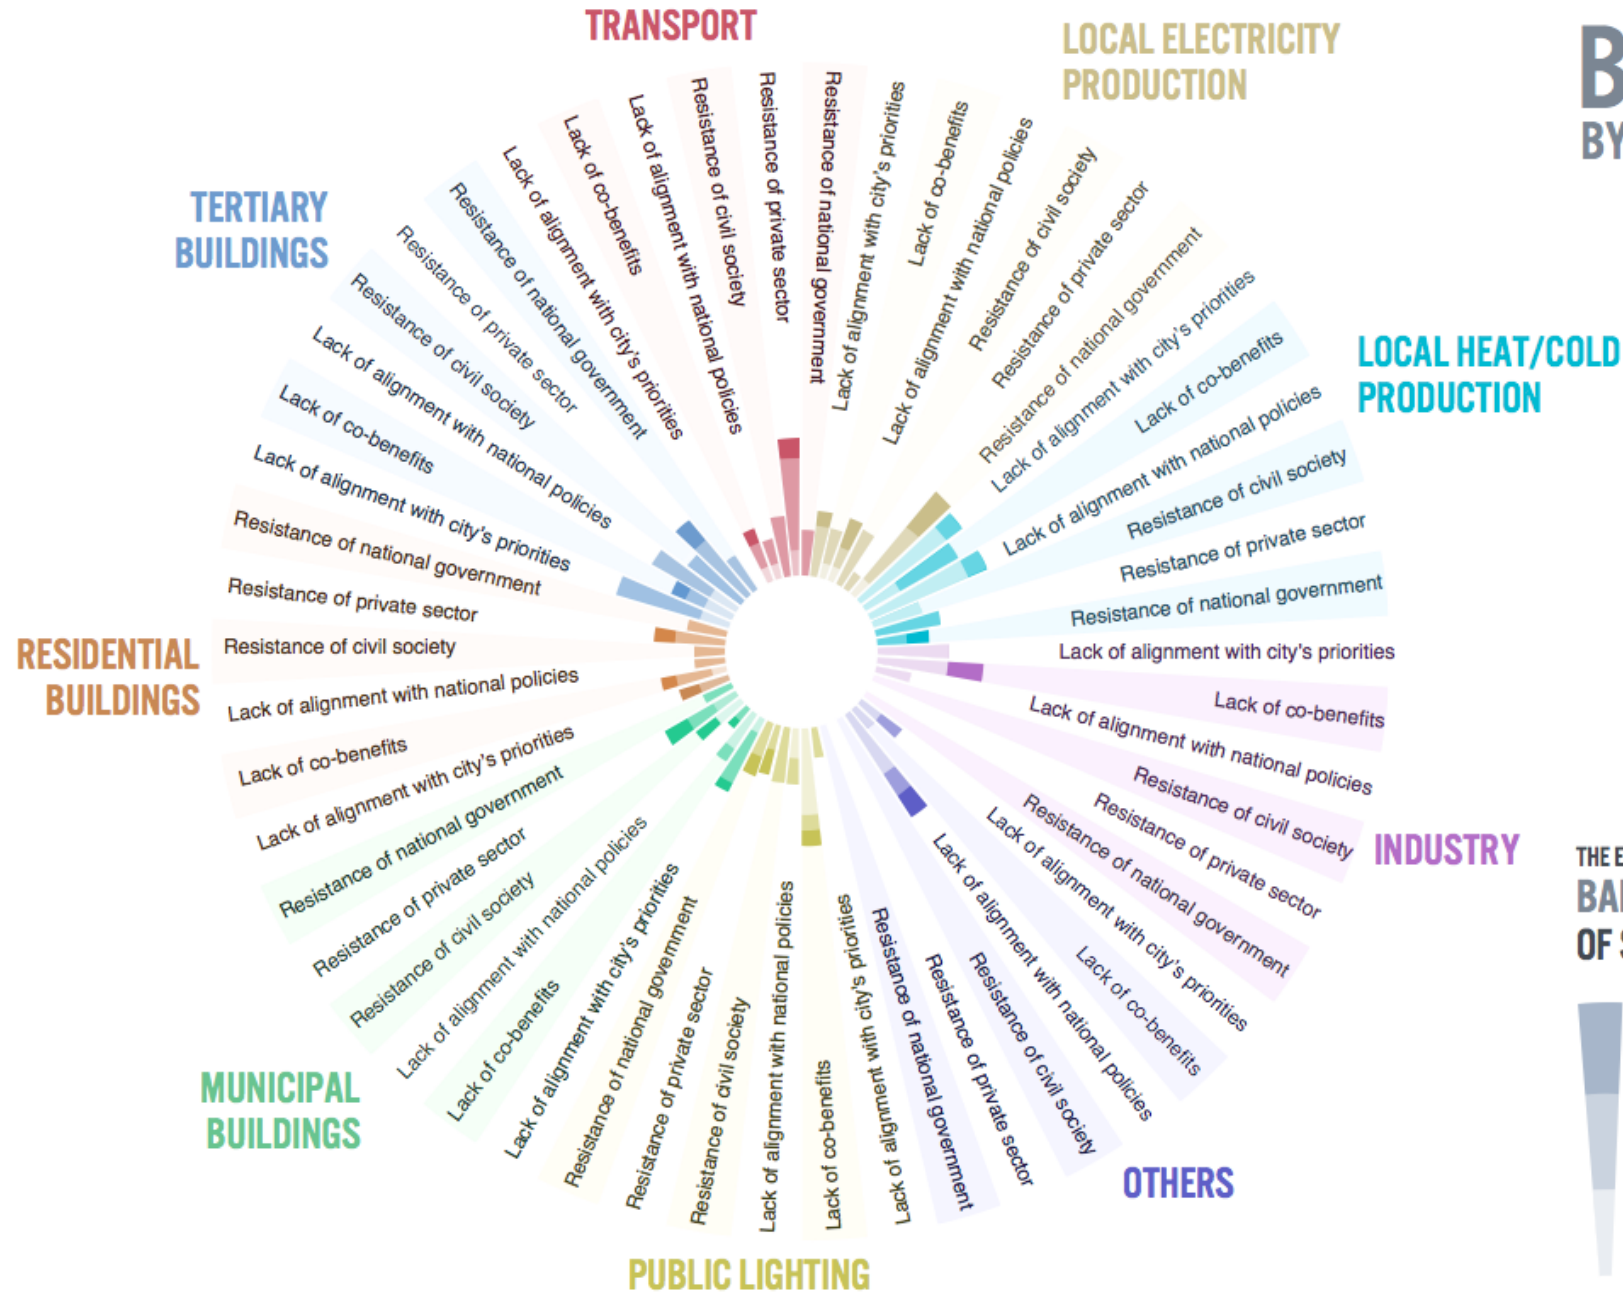 TRANSPORT
Lack of alignment with city's priorities
Lack of co-benefits
Lack of alignment with national policies
Resistance of civil society
Resistance of private sector
Resistance of national government
LOCAL ELECTRICITY
PRODUCTION
Lack of alignment with city's priorities
Lack of co-benefits
Lack of alignment with national policies
Resistance of civil society
Resistance of private sector
Resistance of national government
LOCAL HEAT/COLD
PRODUCTION
Lack of alignment with city's priorities
Lack of co-benefits
Lack of alignment with national policies
Resistance of civil society
Resistance of private sector
Resistance of national government
INDUSTRY
Lack of alignment with city's priorities
Lack of co-benefits
Lack of alignment with national policies
Resistance of civil society
Resistance of private sector
Resistance of national government
OTHERS
Lack of alignment with city's priorities
Lack of co-benefits
Lack of alignment with national policies
Resistance of civil society
Resistance of private sector
Resistance of national government
PUBLIC LIGHTING
Lack of alignment with city's priorities
Lack of co-benefits
Lack of alignment with national policies
Resistance of civil society
Resistance of private sector
Resistance of national government
MUNICIPAL
BUILDINGS
Lack of alignment with city's priorities
Lack of co-benefits
Lack of alignment with national policies
Resistance of civil society
Resistance of private sector
Resistance of national government
RESIDENTIAL
BUILDINGS
Lack of alignment with city's priorities
Lack of co-benefits
Lack of alignment with national policies
Resistance of civil society
Resistance of private sector
Resistance of national government
TERTIARY
BUILDINGS
Lack of alignment with city's priorities
Lack of co-benefits
Lack of alignment with national policies
Resistance of civil society
Resistance of private sector
Resistance of national government
B
BY
THE
OF